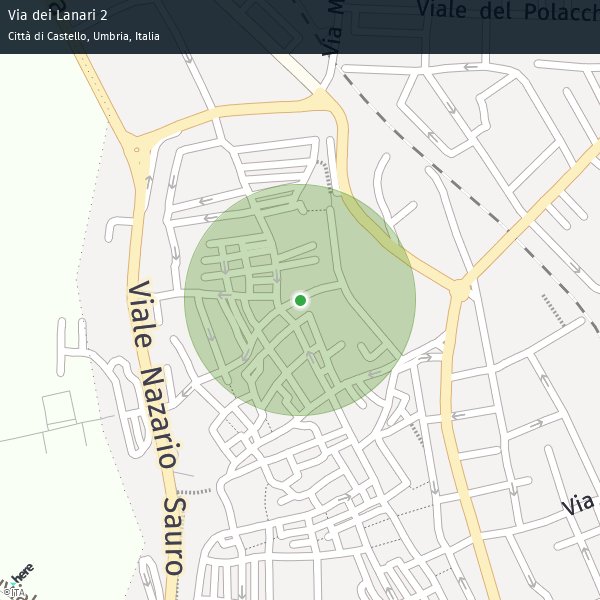 Via dei Lanari 2
Città di Castello, Umbria, Italia
Via M
Viale del Polacch
Viale Nazario Sauro
Via
here
© ITA